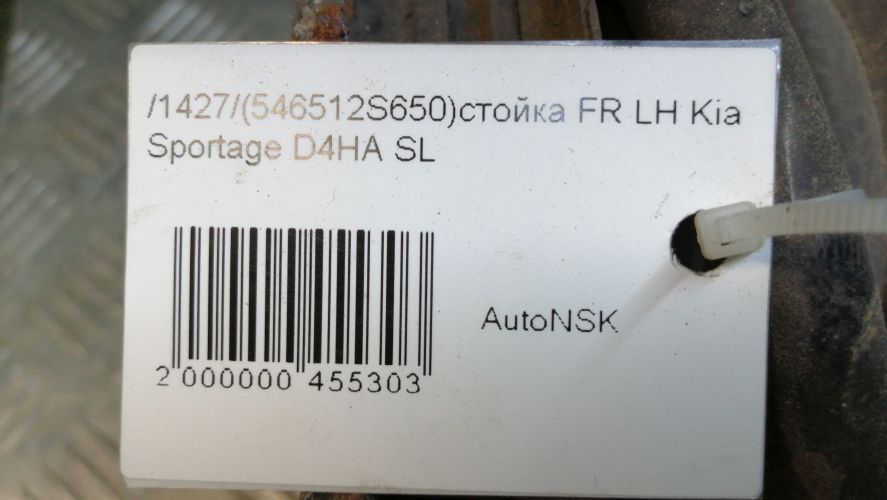 /1427/(546512S650)стойка FR LH Kia
Sportage D4HA SL
AutoNSK
2 000000 455303